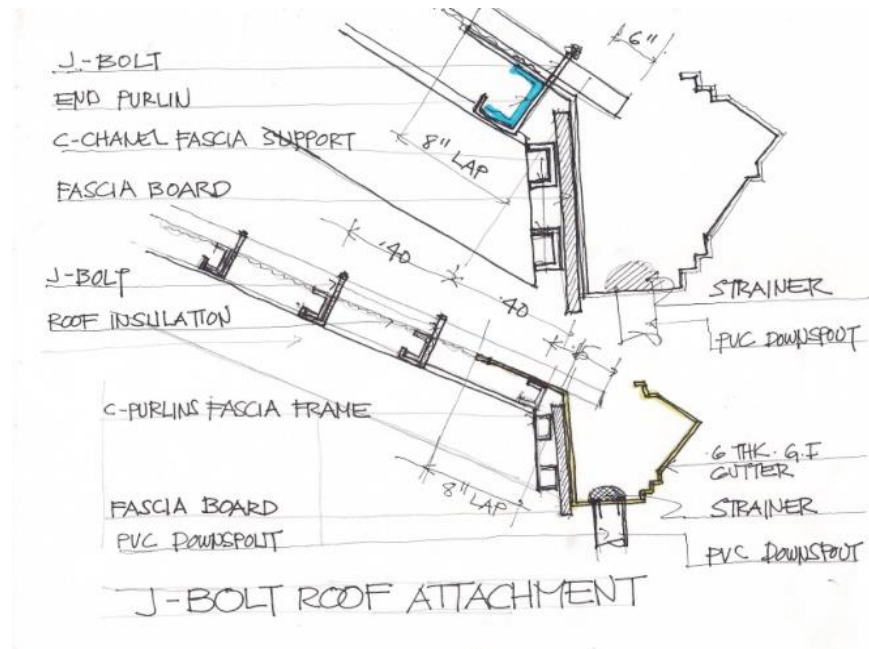 J-BOLT
END PURLIN
C-CHANEL FASCIA SUPPORT
FASCIA BOARD
6"
8" LAP
STRAINER
PVC DOWNSPOUT
J-BOLT
ROOF INSULATION
.40
.40
C-PURLINS FASCIA FRAME
8" LAP
.6 THK. G.I
GUTTER
FASCIA BOARD
STRAINER
PVC DOWNSPOUT
PVC DOWNSPOUT
J-BOLT ROOF ATTACHMENT